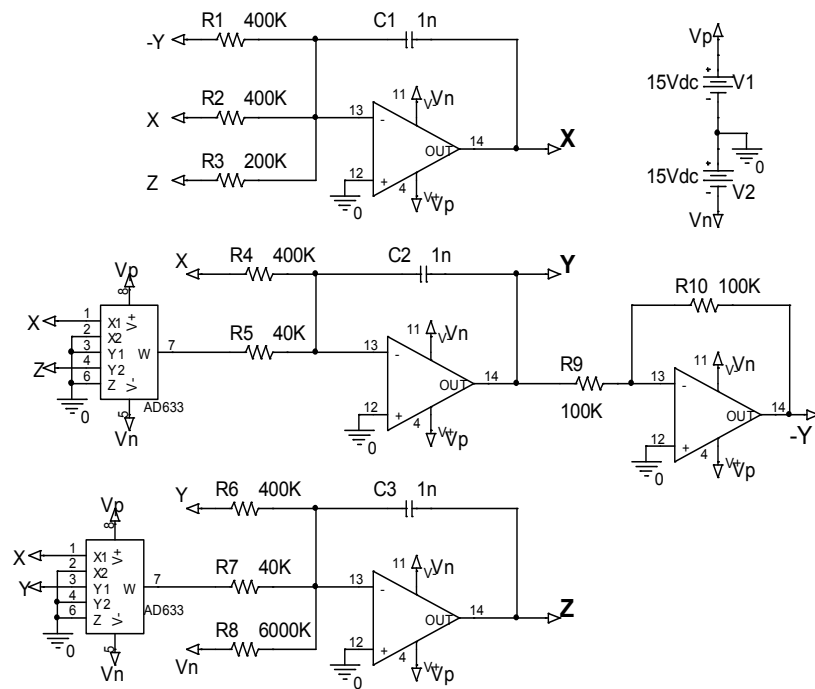 R1 400K
C1 1n
-Y
Vp
R2 400K
11
V-
Vn
15Vdc
+
-
V1
X
13
-
OUT
14
X
R3 200K
0
Z
12
+
4
V+
Vp
0
15Vdc
+
-
V2
Vn
R4 400K
C2 1n
X
Y
R10 100K
Vp
8
X
1
2
3
4
6
X1
X2
Y1
Y2
Z
V+
V-
W
7
R5 40K
13
-
11
V-
Vn
OUT
14
R9
100K
13
-
11
V-
Vn
OUT
14
-Y
Z
0
5
AD633
Vn
12
+
4
V+
Vp
0
12
+
4
V+
Vp
0
R6 400K
C3 1n
Y
Vp
8
X
Y
1
2
3
4
6
X1
X2
Y1
Y2
Z
V+
V-
W
7
R7 40K
13
-
11
V-
Vn
OUT
14
Z
AD633
0
5
Vn
R8 6000K
Vn
12
+
4
V+
Vp
0